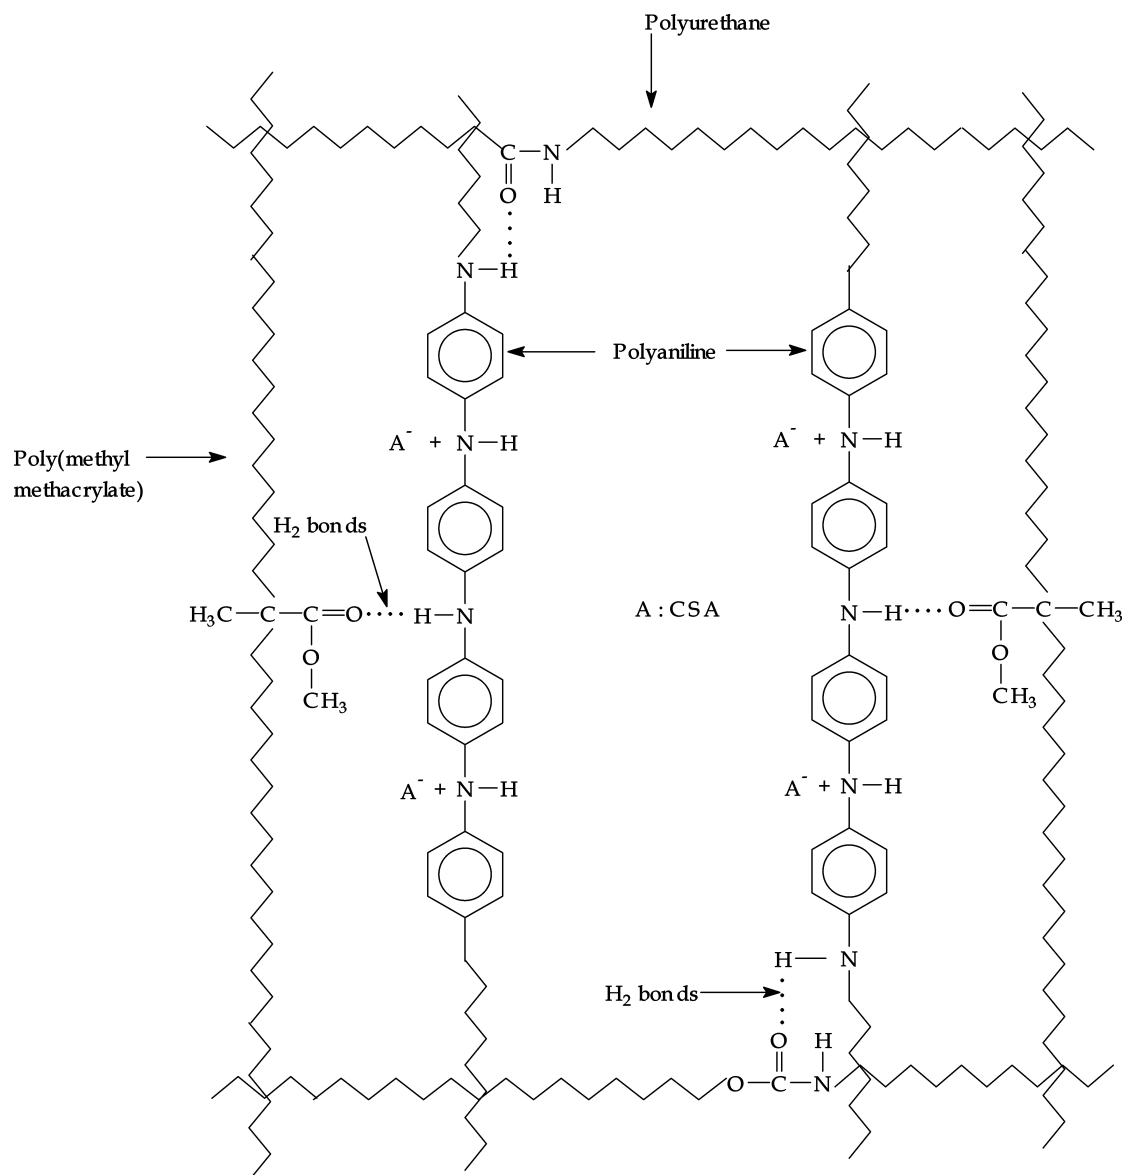 Polyurethane
C N
O H
N H
Polyaniline
A⁻ + N H
A⁻ + N H
Poly(methyl
methacrylate)
H₂ bonds
H₃C C C O H N
A : CSA
N H O C C CH₃
O
CH₃
O
CH₃
A⁻ + N H
A⁻ + N H
H N
H₂ bonds
O H
O C N